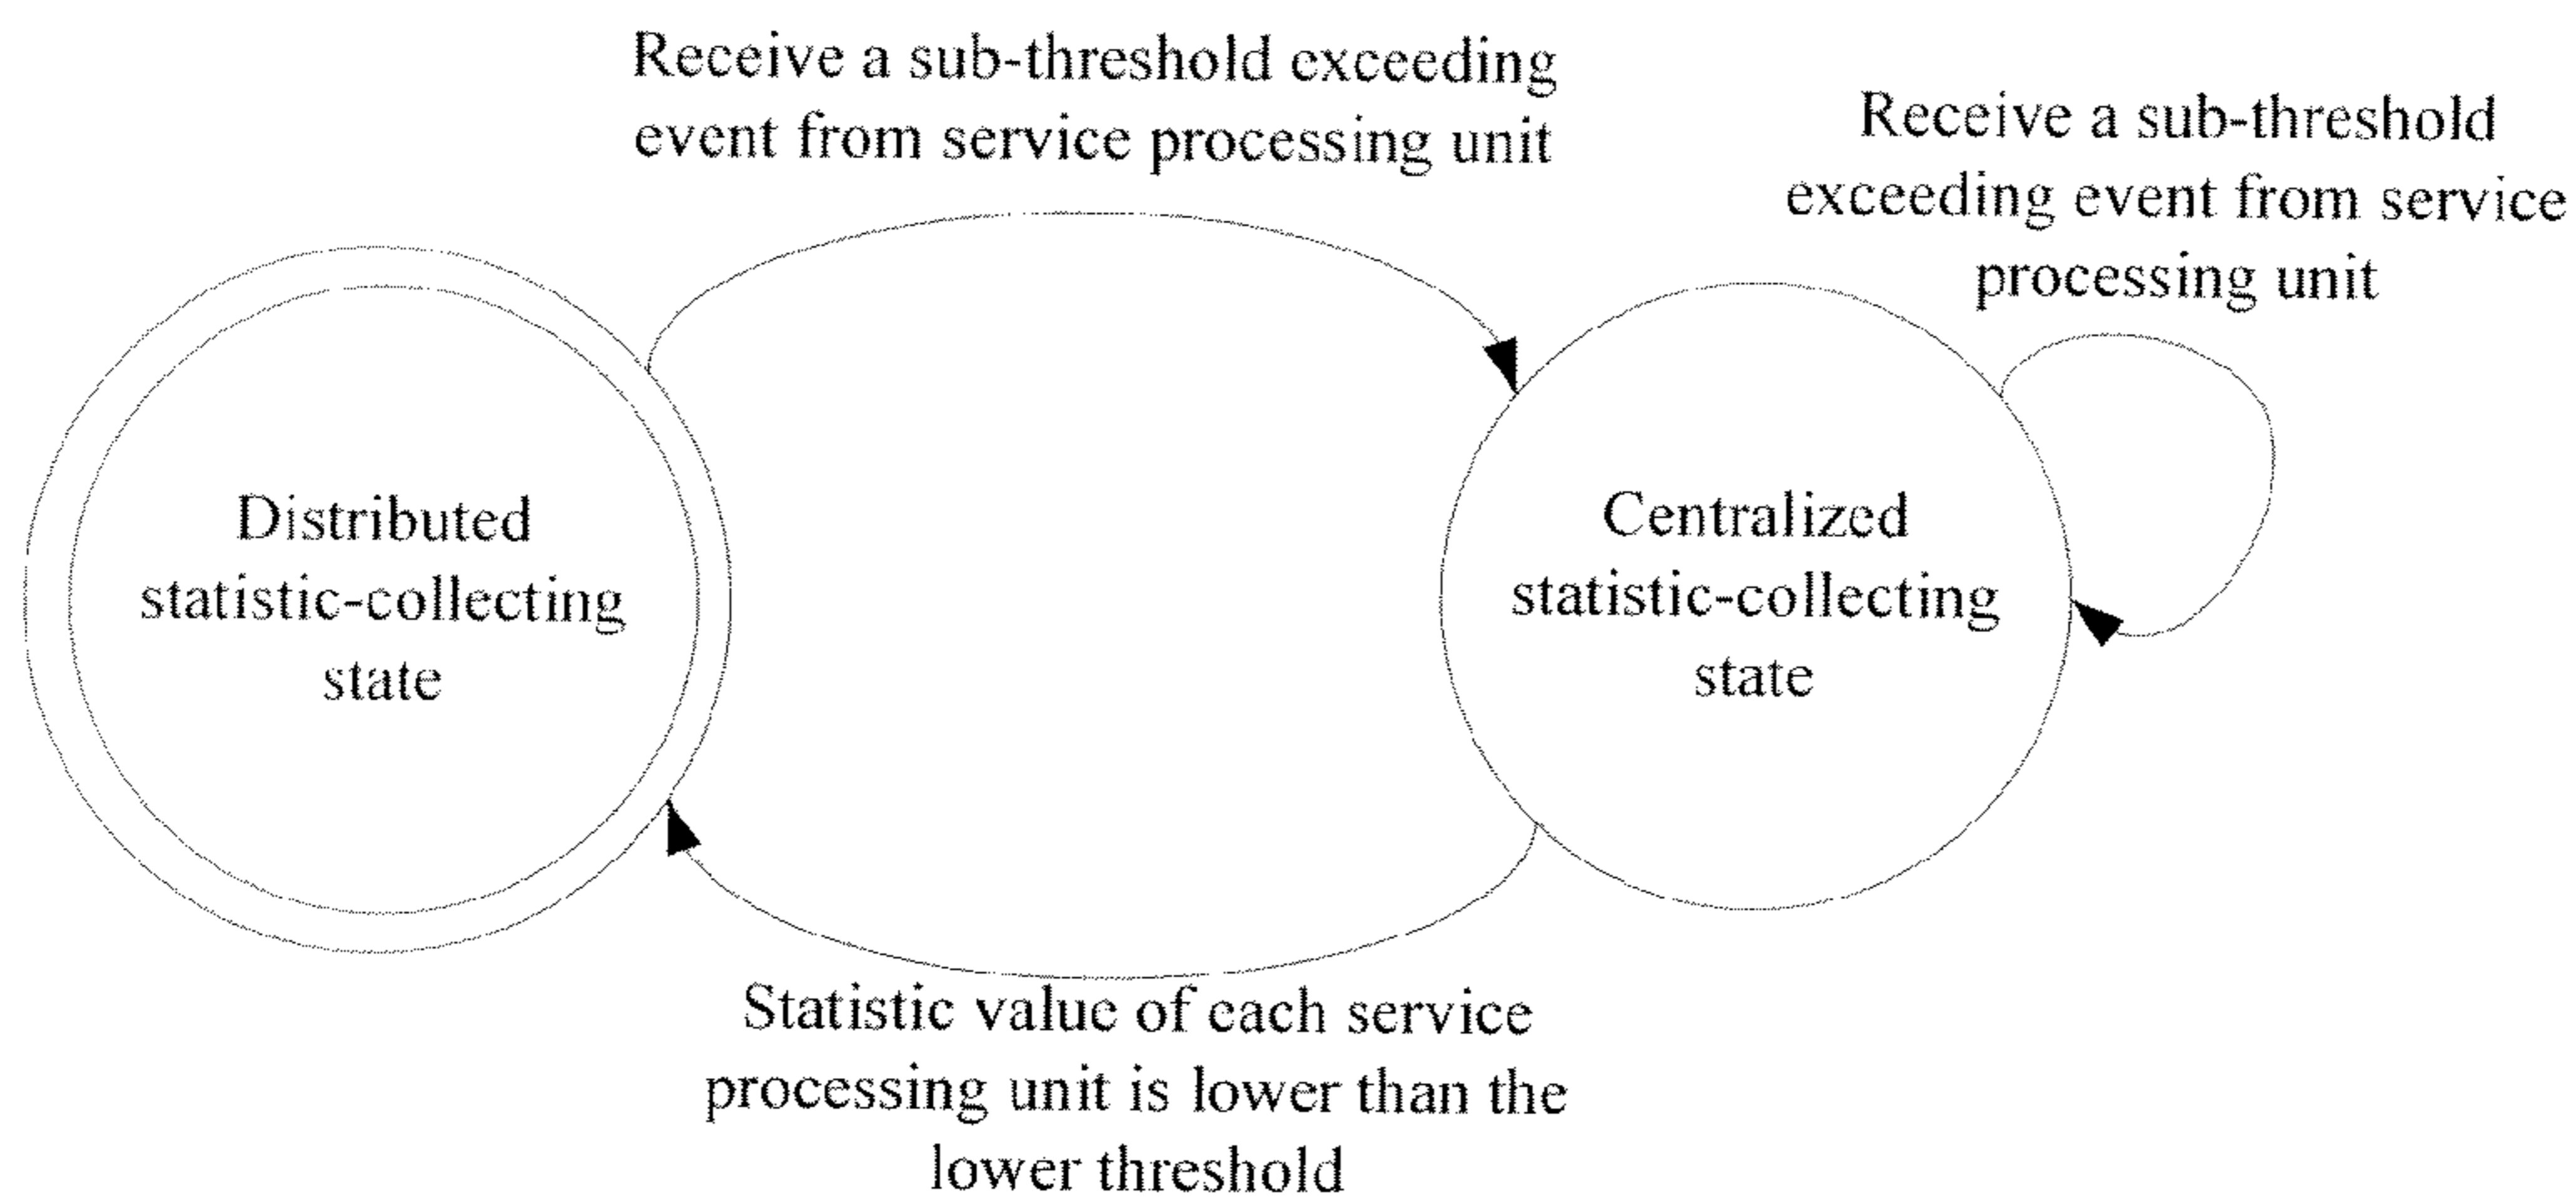 Receive a sub-threshold exceeding
event from service processing unit
Receive a sub-threshold
exceeding event from service
processing unit
Distributed
statistic-collecting
state
Centralized
statistic-collecting
state
Statistic value of each service
processing unit is lower than the
lower threshold